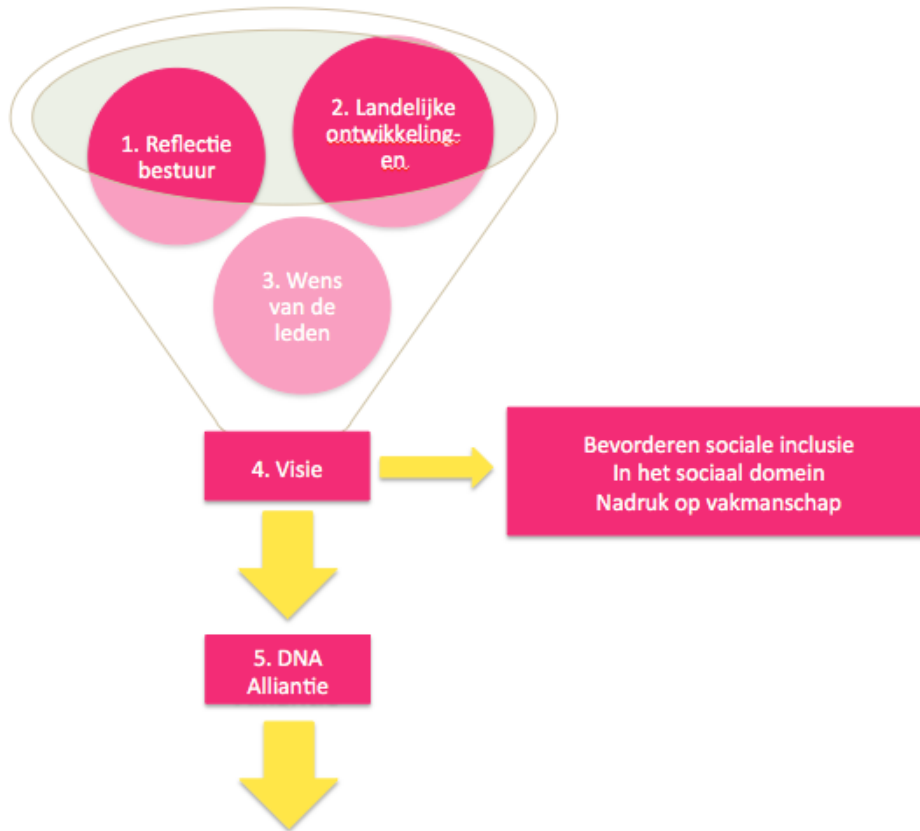 1. Reflectie
bestuur
2. Landelijke
ontwikkeling-
en
3. Wens
van de
leden
4. Visie
Bevorderen sociale inclusie
In het sociaal domein
Nadruk op vakmanschap
5. DNA
Alliantie